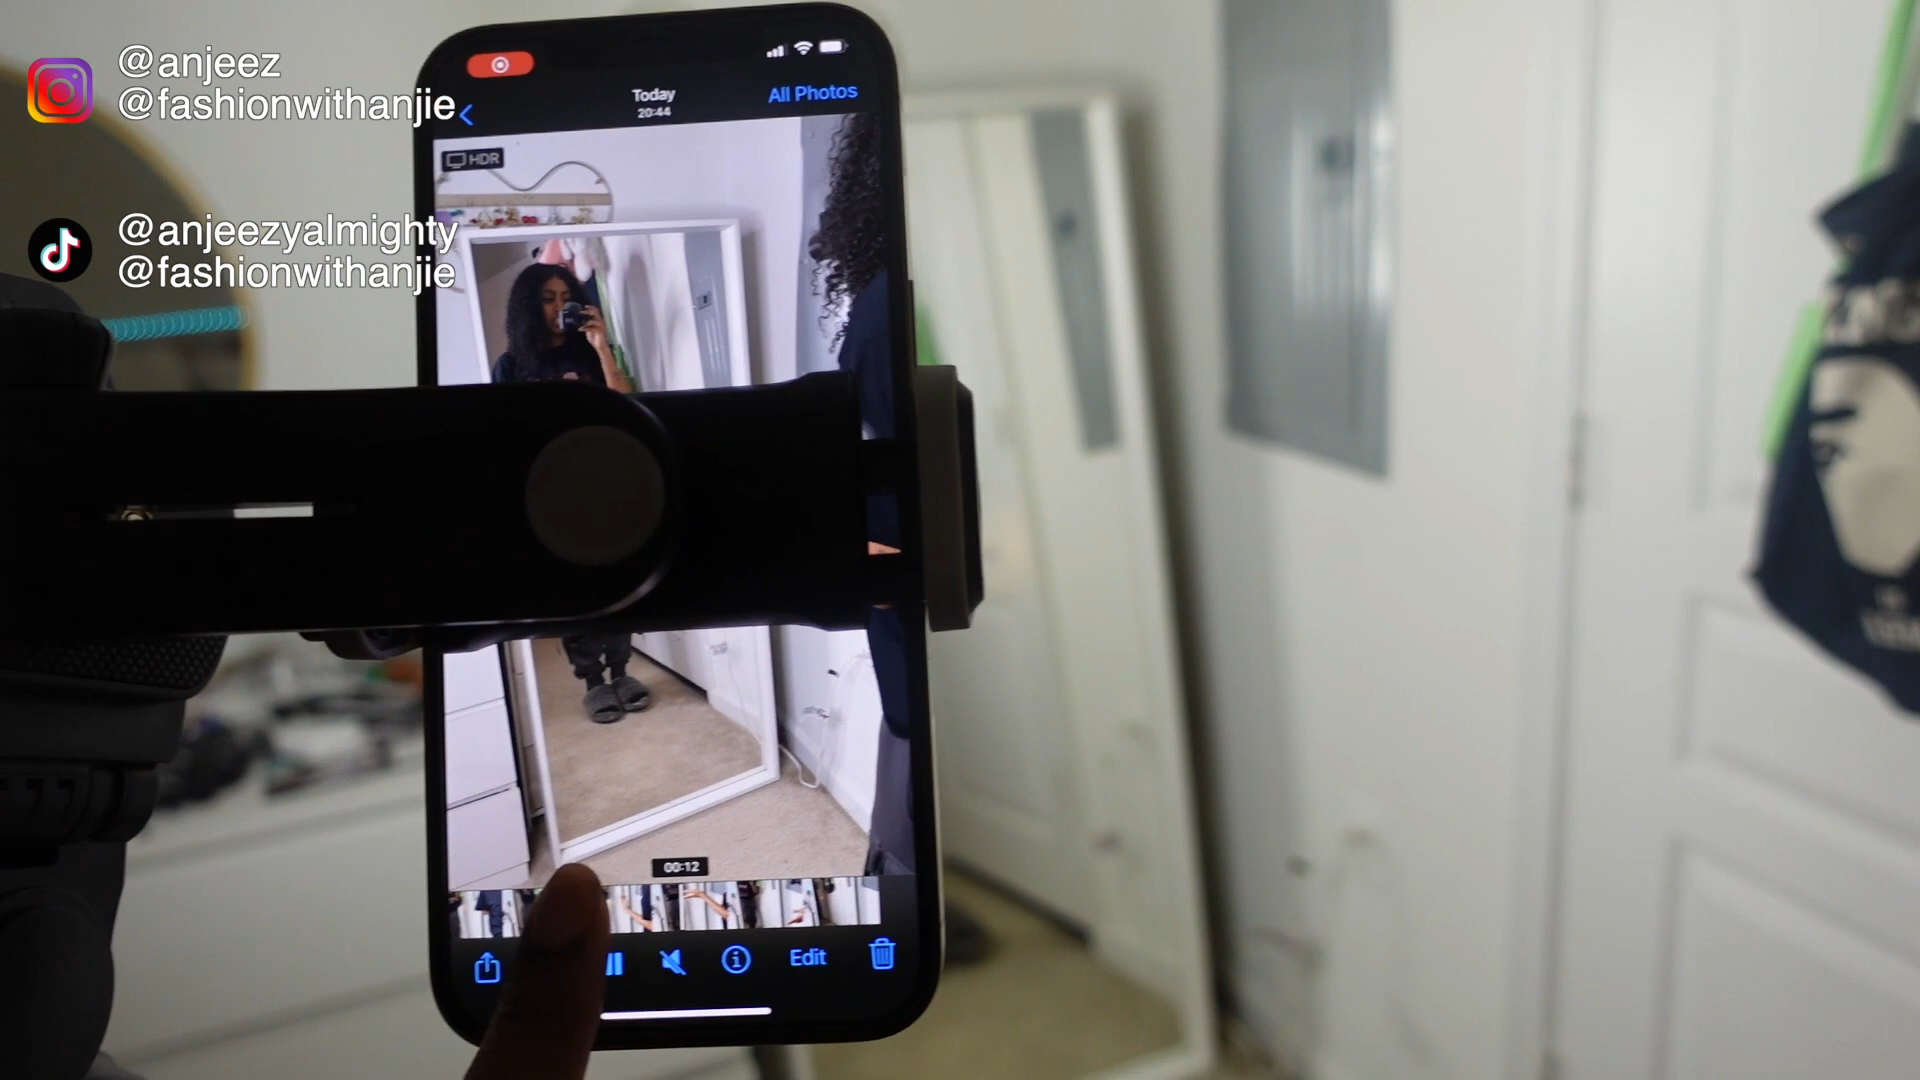 @anjeez
@fashionwithanjie
@anjeezyalmighty
@fashionwithanjie
Today
20:44
All Photos
HDR
00:12
Edit